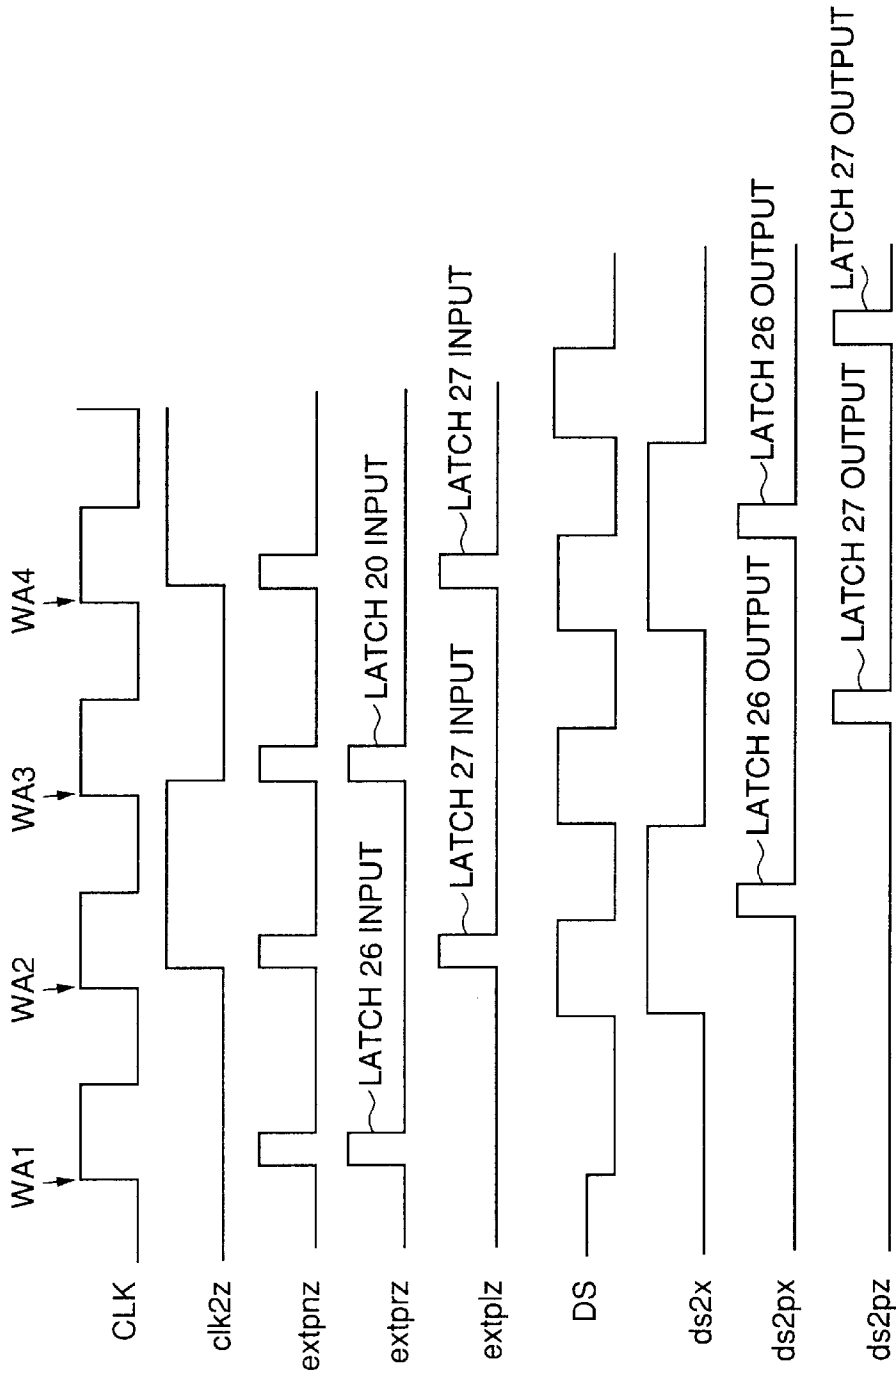 WA1
WA2
WA3
WA4
CLK
clk2z
extpnz
extprz
LATCH 26 INPUT
LATCH 20 INPUT
extplz
LATCH 27 INPUT
LATCH 27 INPUT
DS
ds2x
ds2px
LATCH 26 OUTPUT
LATCH 26 OUTPUT
ds2pz
LATCH 27 OUTPUT
LATCH 27 OUTPUT